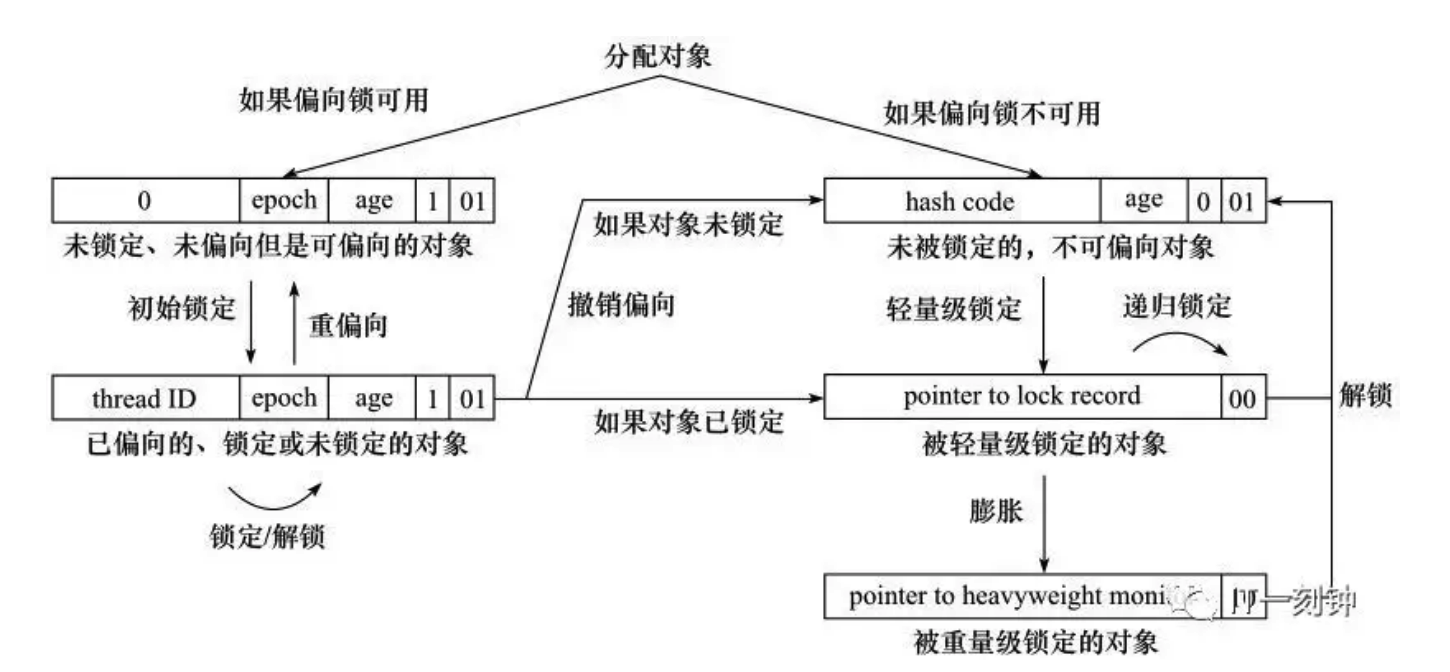 分配对象
如果偏向锁可用
如果偏向锁不可用
0 epoch age 1 01
hash code age 0 01
未锁定、未偏向但是可偏向的对象
如果对象未锁定
未被锁定的，不可偏向对象
初始锁定
重偏向
撤销偏向
轻量级锁定
递归锁定
thread ID epoch age 1 01
pointer to lock record 00
解锁
已偏向的、锁定或未锁定的对象
如果对象已锁定
被轻量级锁定的对象
锁定/解锁
膨胀
pointer to heavyweight
一刻钟
被重量级锁定的对象